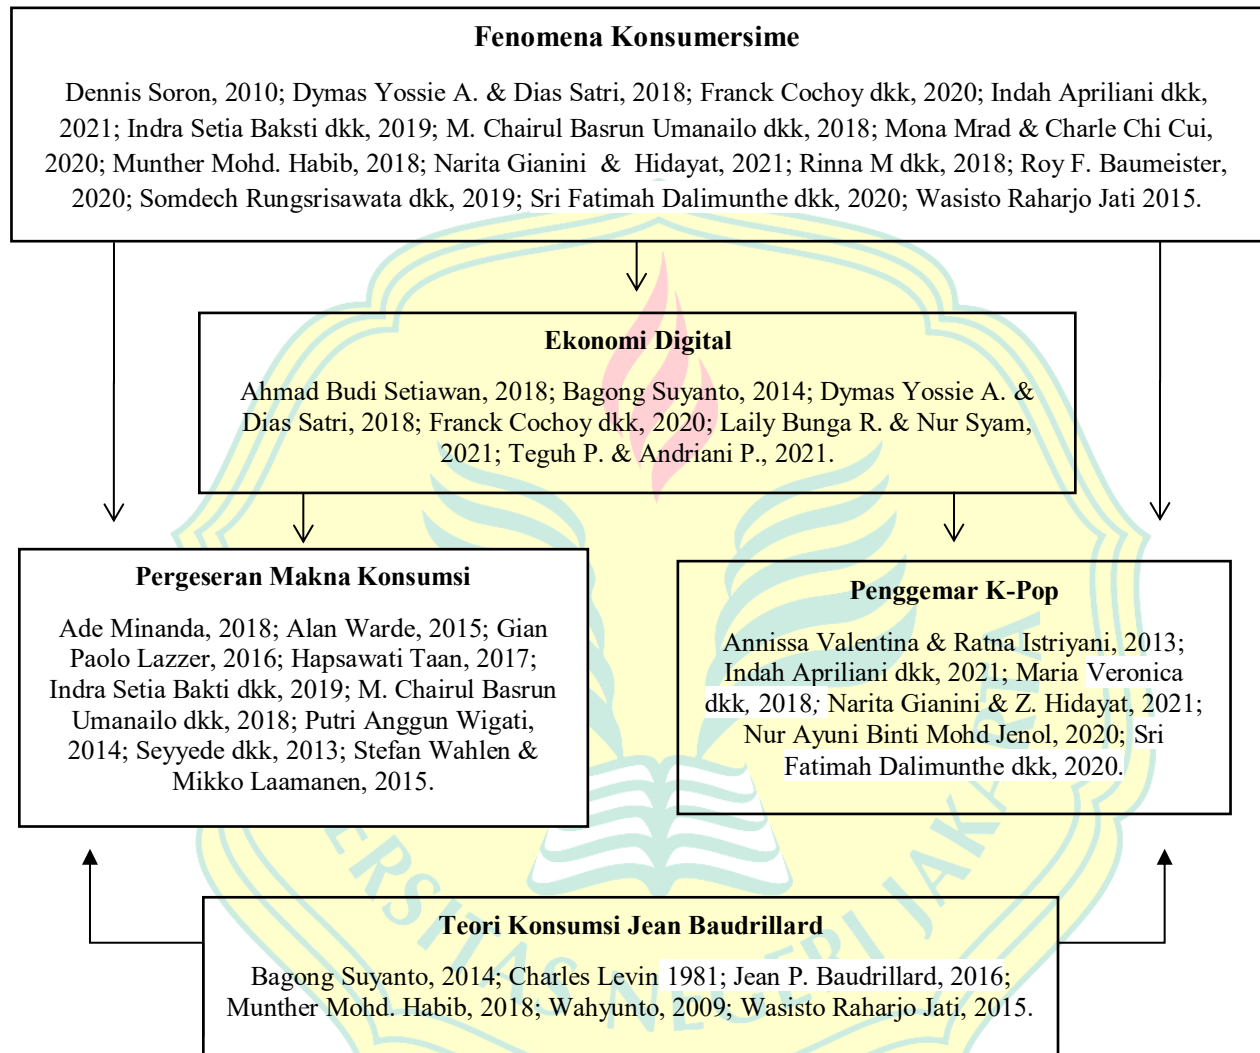 Fenomena Konsumersime
Dennis Soron, 2010; Dymas Yossie A. & Dias Satri, 2018; Franck Cochoy dkk, 2020; Indah Apriliani dkk,
2021; Indra Setia Baksti dkk, 2019; M. Chairul Basrun Umanailo dkk, 2018; Mona Mrad & Charle Chi Cui,
2020; Munther Mohd. Habib, 2018; Narita Gianini & Hidayat, 2021; Rinna M dkk, 2018; Roy F. Baumeister,
2020; Somdech Rungsrisawata dkk, 2019; Sri Fatimah Dalimunthe dkk, 2020; Wasisto Raharjo Jati 2015.
Ekonomi Digital
Ahmad Budi Setiawan, 2018; Bagong Suyanto, 2014; Dymas Yossie A. &
Dias Satri, 2018; Franck Cochoy dkk, 2020; Laily Bunga R. & Nur Syam,
2021; Teguh P. & Andriani P., 2021.
Pergeseran Makna Konsumsi
Ade Minanda, 2018; Alan Warde, 2015; Gian
Paolo Lazzer, 2016; Hapsawati Taan, 2017;
Indra Setia Bakti dkk, 2019; M. Chairul Basrun
Umanailo dkk, 2018; Putri Anggun Wigati,
2014; Seyyede dkk, 2013; Stefan Wahlen &
Mikko Laamanen, 2015.
Penggemar K-Pop
Annissa Valentina & Ratna Istriyani, 2013;
Indah Apriliani dkk, 2021; Maria Veronica
dkk, 2018; Narita Gianini & Z. Hidayat, 2021;
Nur Ayuni Binti Mohd Jenol, 2020; Sri
Fatimah Dalimunthe dkk, 2020.
Teori Konsumsi Jean Baudrillard
Bagong Suyanto, 2014; Charles Levin 1981; Jean P. Baudrillard, 2016;
Munther Mohd. Habib, 2018; Wahyunto, 2009; Wasisto Raharjo Jati, 2015.
ERSITAS NEGERI JAKARTA